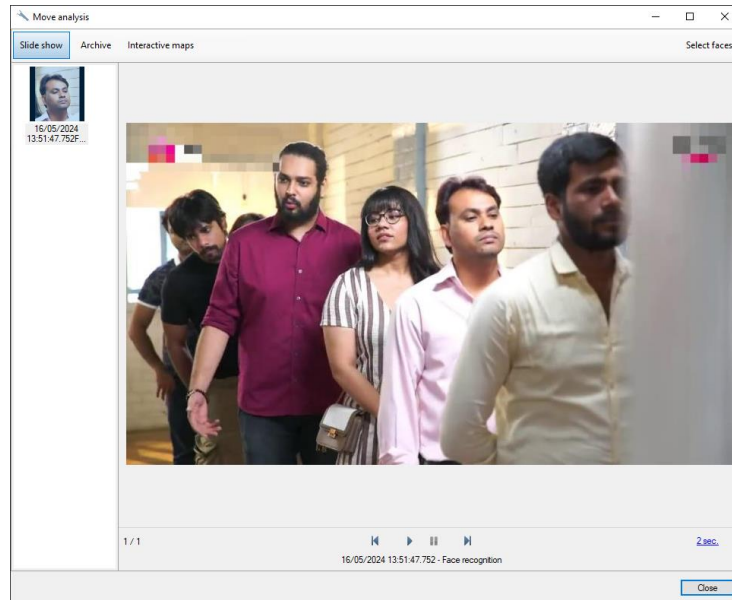 Move analysis
Slide show Archive Interactive maps Select faces
16/05/2024
13:51:47.752F...
1 / 1
2 sec.
16/05/2024 13:51:47.752 - Face recognition
Close